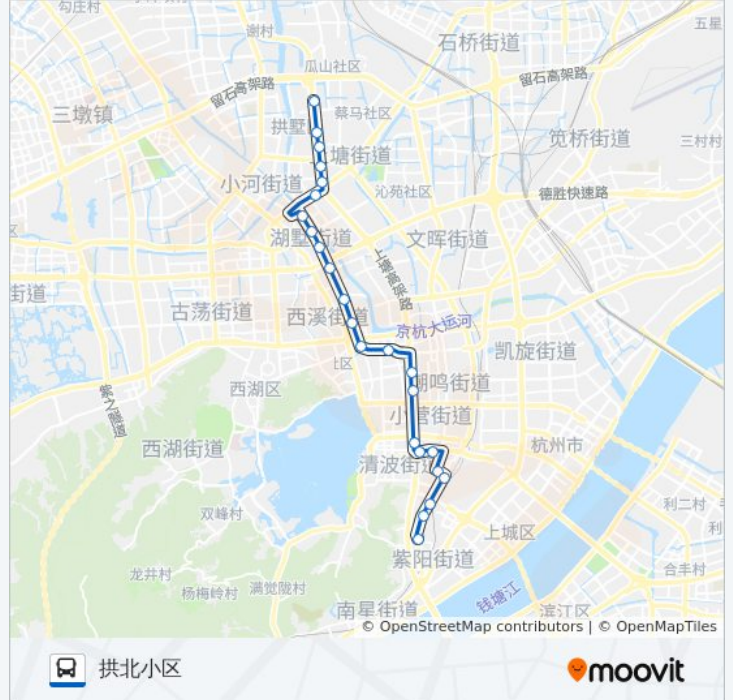 勾庄村
谢村
石桥街道
五星
瓜山社区
留石高架路
留石高架路
三墩镇
蔡马社区
拱墅
笕桥街道
三村村
塘街道
小河街道
沁苑社区
德胜快速路
区
湖墅街道
文晖街道
上塘高架路
街道
古荡街道
西溪街道
京杭大运河
凯旋街道
社区
西湖区
潮鸣街道
紫之隧道
小营街道
西湖街道
杭州市
清波街道
双峰村
利二村
上城区
利
紫阳街道
龙井村
合丰村
杨梅岭村
满觉陇村
钱塘江
南星街道
滨江区
© OpenStreetMap contributors | © OpenMapTiles
拱北小区
moovit